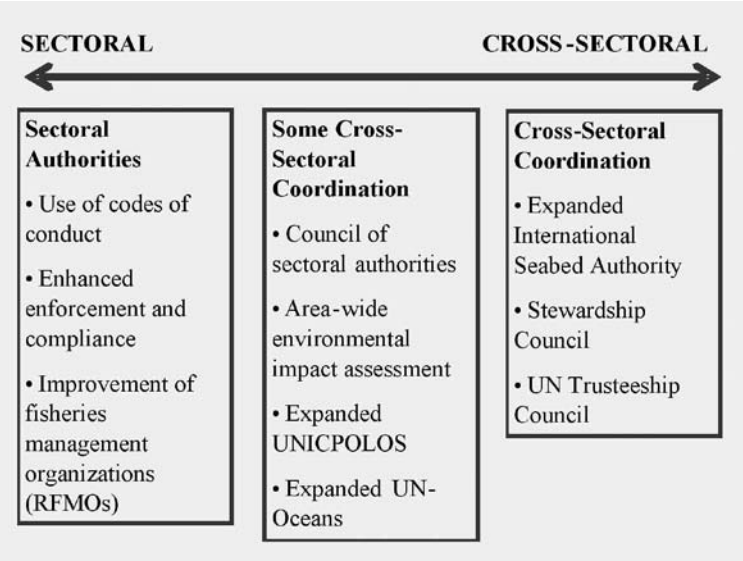 SECTORAL
CROSS-SECTORAL
Sectoral
Authorities
• Use of codes of
conduct
• Enhanced
enforcement and
compliance
• Improvement of
fisheries
management
organizations
(RFMOs)
Some Cross-
Sectoral
Coordination
• Council of
sectoral authorities
• Area-wide
environmental
impact assessment
• Expanded
UNICPOLOS
• Expanded UN-
Oceans
Cross-Sectoral
Coordination
• Expanded
International
Seabed Authority
• Stewardship
Council
• UN Trusteeship
Council